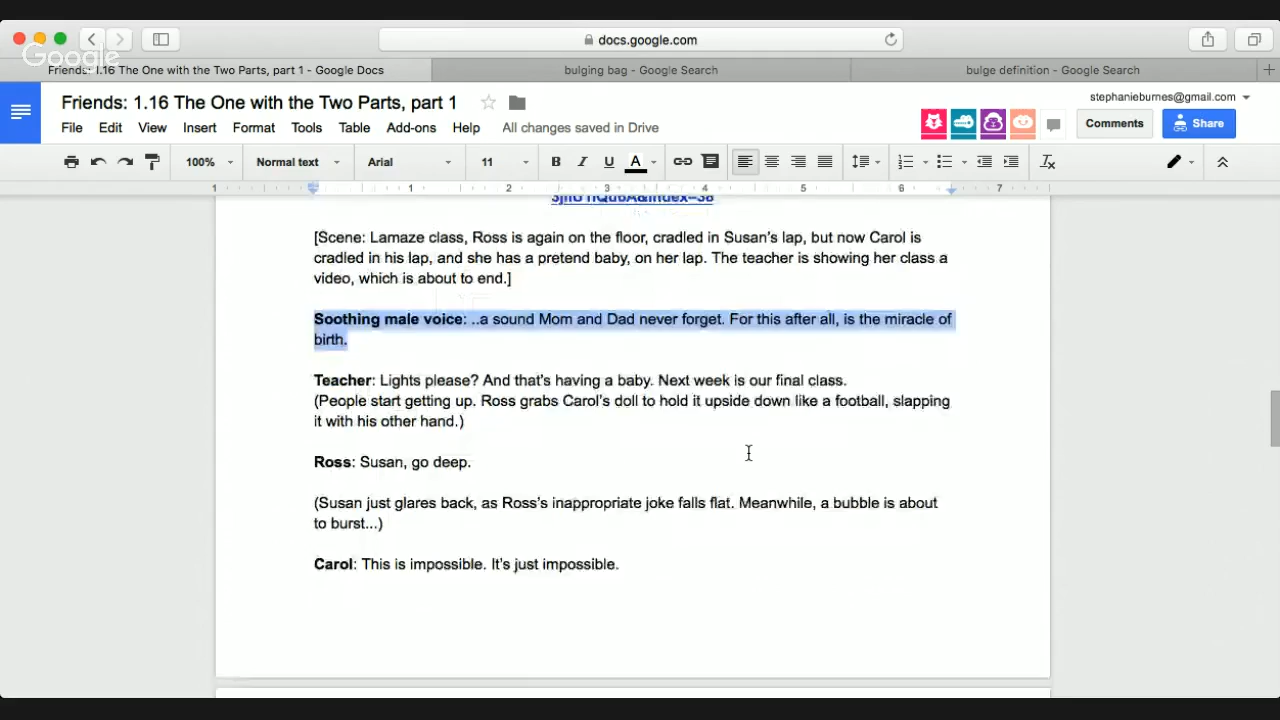 docs.google.com
Google
Friends: 1.16 The One with the Two Parts, part 1 - Google Docs
bulging bag - Google Search
bulge definition - Google Search
Friends: 1.16 The One with the Two Parts, part 1
stephanieburnes@gmail.com
File Edit View Insert Format Tools Table Add-ons Help All changes saved in Drive
Comments
Share
100% Normal text Arial 11 B I U A
1 1 2 3 4 5 6 7
[Scene: Lamaze class, Ross is again on the floor, cradled in Susan's lap, but now Carol is
cradled in his lap, and she has a pretend baby, on her lap. The teacher is showing her class a
video, which is about to end.]
Soothing male voice: ..a sound Mom and Dad never forget. For this after all, is the miracle of
birth.
Teacher: Lights please? And that's having a baby. Next week is our final class.
(People start getting up. Ross grabs Carol's doll to hold it upside down like a football, slapping
it with his other hand.)
Ross: Susan, go deep.
(Susan just glares back, as Ross's inappropriate joke falls flat. Meanwhile, a bubble is about
to burst...)
Carol: This is impossible. It's just impossible.